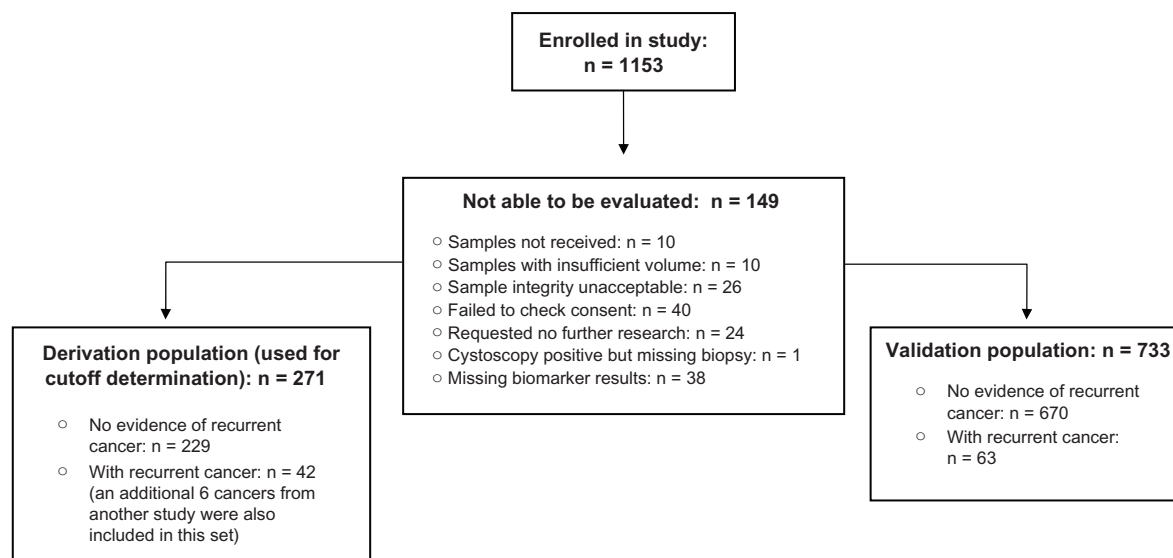 Enrolled in study:
n = 1153
Not able to be evaluated: n = 149
○ Samples not received: n = 10
○ Samples with insufficient volume: n = 10
○ Sample integrity unacceptable: n = 26
○ Failed to check consent: n = 40
○ Requested no further research: n = 24
○ Cystoscopy positive but missing biopsy: n = 1
○ Missing biomarker results: n = 38
Derivation population (used for
cutoff determination): n = 271
○ No evidence of recurrent
cancer: n = 229
○ With recurrent cancer: n = 42
(an additional 6 cancers from
another study were also
included in this set)
Validation population: n = 733
○ No evidence of recurrent
cancer: n = 670
○ With recurrent cancer:
n = 63